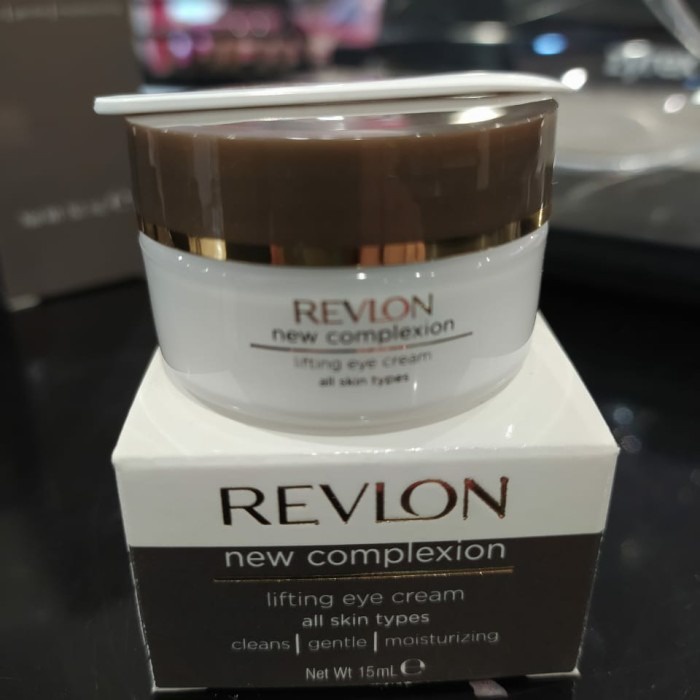 REVLON
new complexion
lifting eye cream
all skin types
REVLON
new complexion
lifting eye cream
all skin types
cleans | gentle | moisturizing
Net Wt 15mL ℮